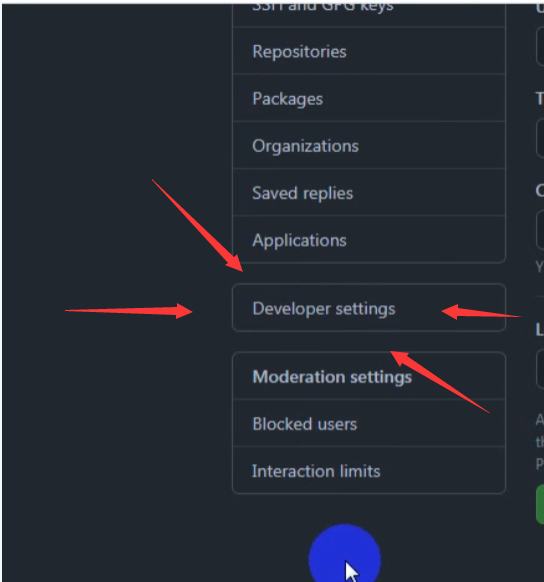 SSH and GPG keys
Repositories
Packages
Organizations
Saved replies
Applications
Developer settings
Moderation settings
Blocked users
Interaction limits